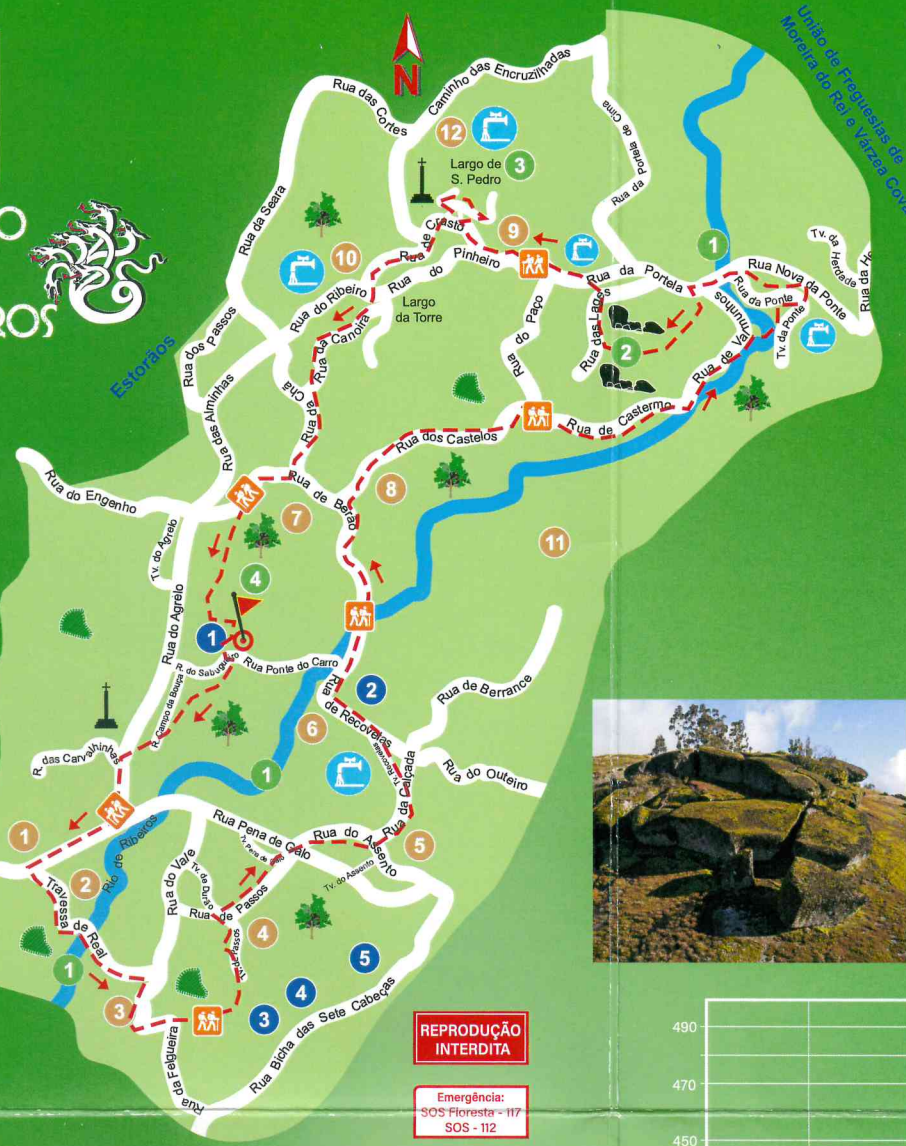 União de Freguesias de
Moreira do Rei e Várzea Cova
N
Caminho das Encruzilhadas
Rua das Cortes
12
3
Largo de
S. Pedro
Rua da Portela de Cima
O
ROS
Rua da Seara
10
Rua de Crasto
9
1
Tv. da Herdade
Rua do Pinheiro
Rua da Portela
Rua Nova da Ponte
Rua da Ponte
Tv. da Ponte
Rua do Ribeiro
Largo
da Torre
Rua da Canoira
Rua do Paço
Rua das Lages
2
Rua dos Passos
Estorãos
Rua das Alminhas
Rua da Chã
Rua de Castermo
Rua dos Castelos
Rua do Engenho
Rua de Berão
8
7
11
Tv. do Agrelo
4
Rua do Agrelo
1
R. do Sabugueiro
Rua Ponte do Carro
R. Campo da Bouça
2
Rua
de Recovelas
Tv. Recovelas
Rua de Berrance
6
R. das Carvalhinhas
1
Rua do Outeiro
Rua da Calçada
1
Rio de Ribeiros
Rua Pena de Galo
Rua do Assento
5
Tv. do Assento
2
Travessa
de Real
Rua do Vale
Tv. de Durão
Rua de Passos
4
Tv. de Passos
1
5
4
3
3
Rua Bicha das Sete Cabeças
Rua da Felgueira
REPRODUÇÃO
INTERDITA
Emergência:
SOS Floresta - 117
SOS - 112
490
470
450